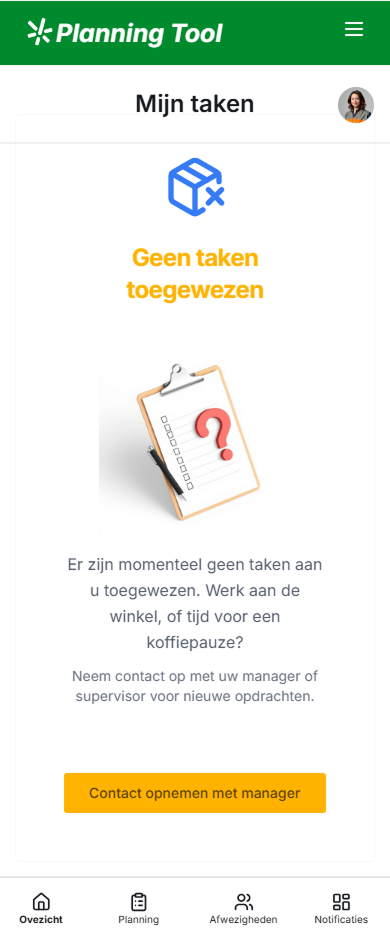 Planning Tool
Mijn taken
Geen taken
toegewezen
?
Er zijn momenteel geen taken aan
u toegewezen. Werk aan de
winkel, of tijd voor een
koffiepauze?
Neem contact op met uw manager of
supervisor voor nieuwe opdrachten.
Contact opnemen met manager
Ovezicht
Planning
Afwezigheden
Notificaties